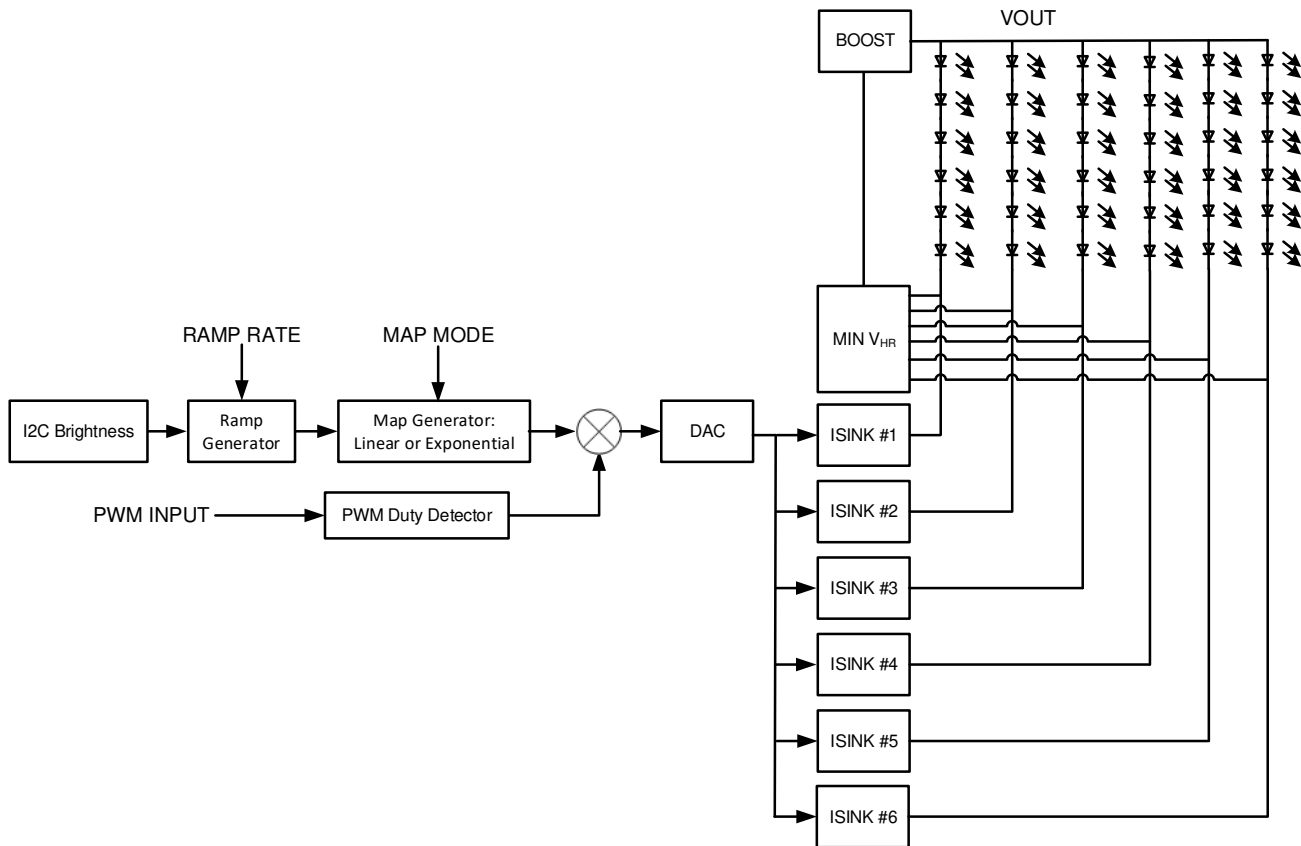 VOUT
BOOST
MIN VHR
RAMP RATE
MAP MODE
I2C Brightness
Ramp
Generator
Map Generator:
Linear or Exponential
DAC
PWM INPUT
PWM Duty Detector
ISINK #1
ISINK #2
ISINK #3
ISINK #4
ISINK #5
ISINK #6